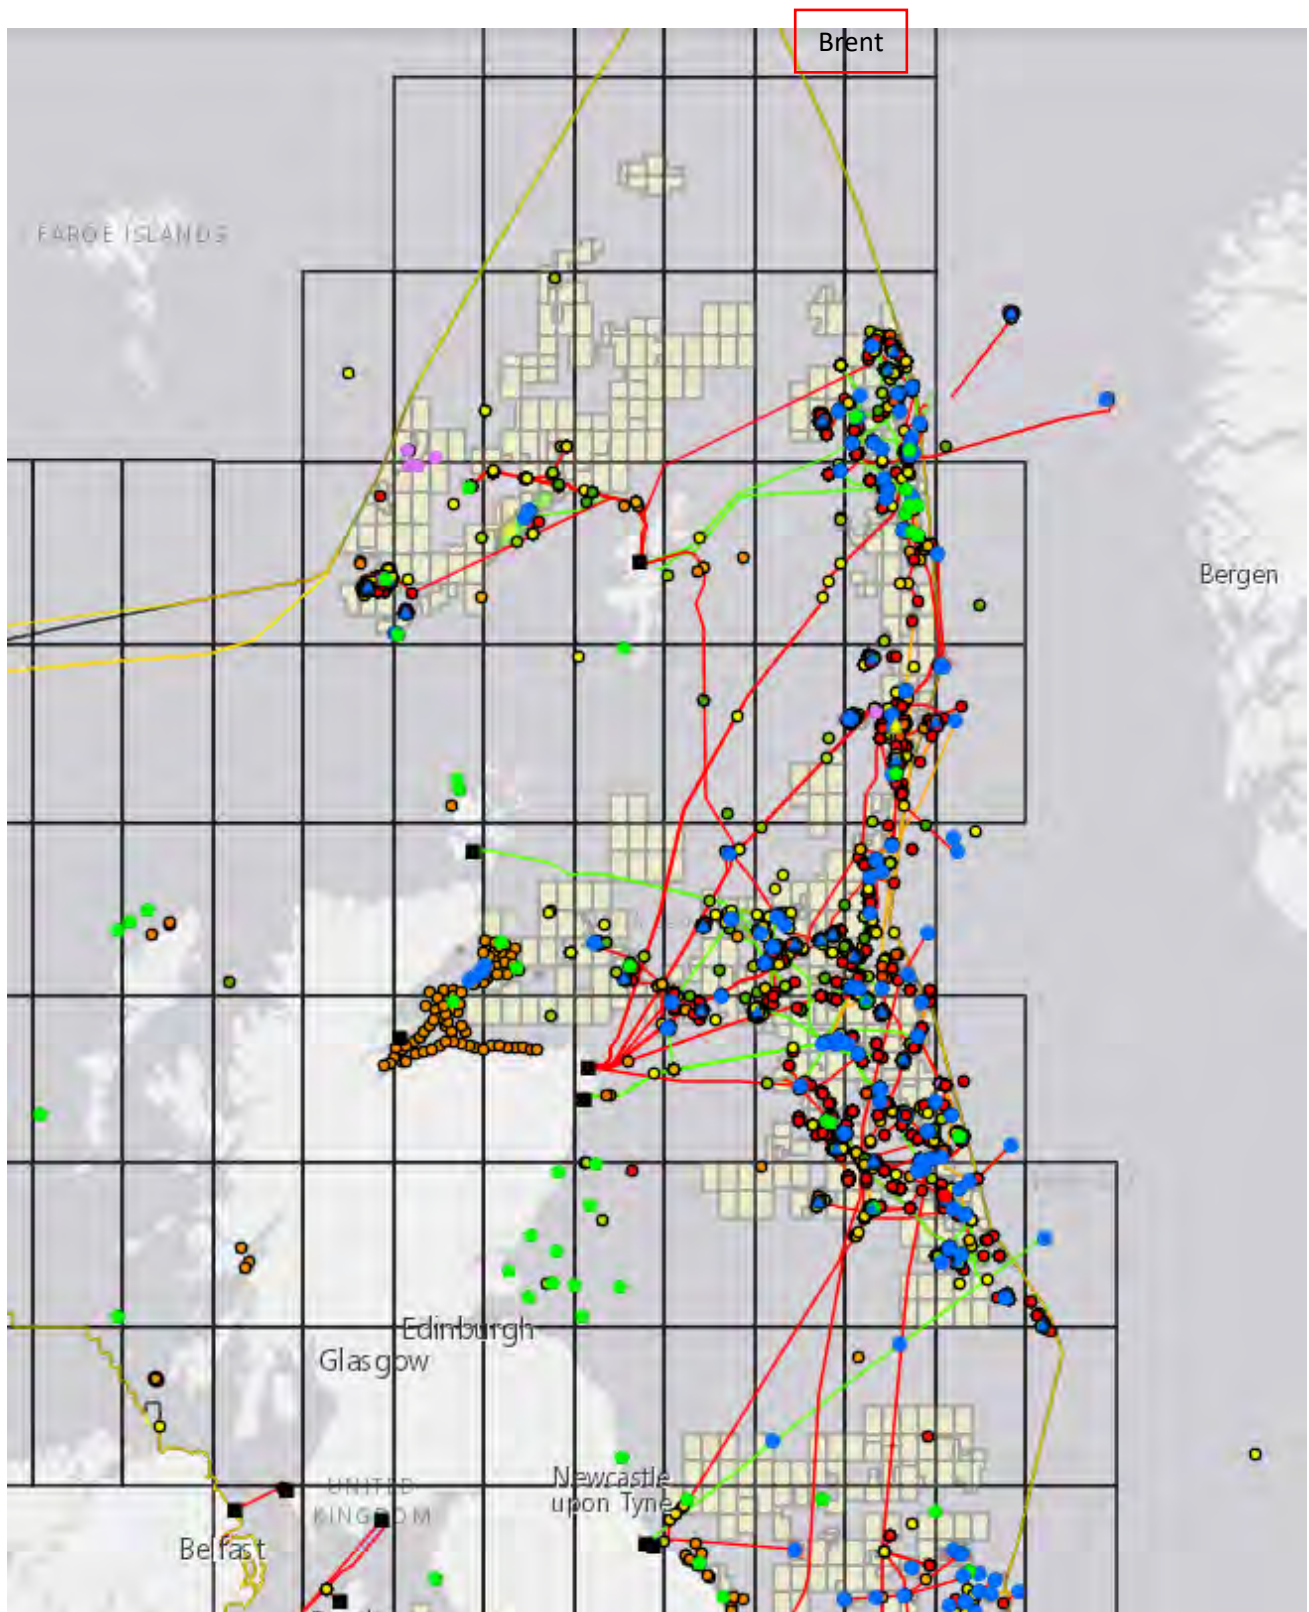 Brent
FAROE ISLANDS
Bergen
Edinburgh
Glasgow
Newcastle
upon Tyne
UNITED
KINGDOM
Belfast